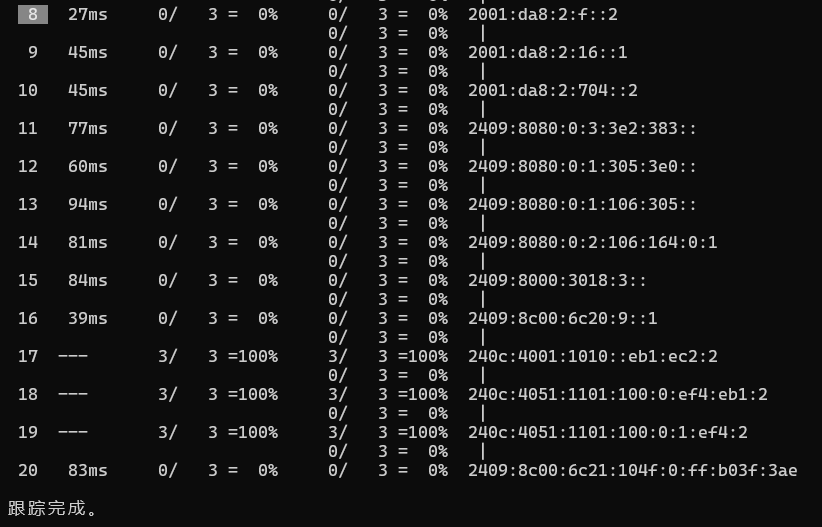 8 27ms 0/ 3 = 0% 0/ 3 = 0% 2001:da8:2:f::2
0/ 3 = 0% |
9 45ms 0/ 3 = 0% 0/ 3 = 0% 2001:da8:2:16::1
0/ 3 = 0% |
10 45ms 0/ 3 = 0% 0/ 3 = 0% 2001:da8:2:704::2
0/ 3 = 0% |
11 77ms 0/ 3 = 0% 0/ 3 = 0% 2409:8080:0:3:3e2:383::
0/ 3 = 0% |
12 60ms 0/ 3 = 0% 0/ 3 = 0% 2409:8080:0:1:305:3e0::
0/ 3 = 0% |
13 94ms 0/ 3 = 0% 0/ 3 = 0% 2409:8080:0:1:106:305::
0/ 3 = 0% |
14 81ms 0/ 3 = 0% 0/ 3 = 0% 2409:8080:0:2:106:164:0:1
0/ 3 = 0% |
15 84ms 0/ 3 = 0% 0/ 3 = 0% 2409:8000:3018:3::
0/ 3 = 0% |
16 39ms 0/ 3 = 0% 0/ 3 = 0% 2409:8c00:6c20:9::1
0/ 3 = 0% |
17 --- 3/ 3 =100% 3/ 3 =100% 240c:4001:1010::eb1:ec2:2
0/ 3 = 0% |
18 --- 3/ 3 =100% 3/ 3 =100% 240c:4051:1101:100:0:ef4:eb1:2
0/ 3 = 0% |
19 --- 3/ 3 =100% 3/ 3 =100% 240c:4051:1101:100:0:1:ef4:2
0/ 3 = 0% |
20 83ms 0/ 3 = 0% 0/ 3 = 0% 2409:8c00:6c21:104f:0:ff:b03f:3ae
跟踪完成。